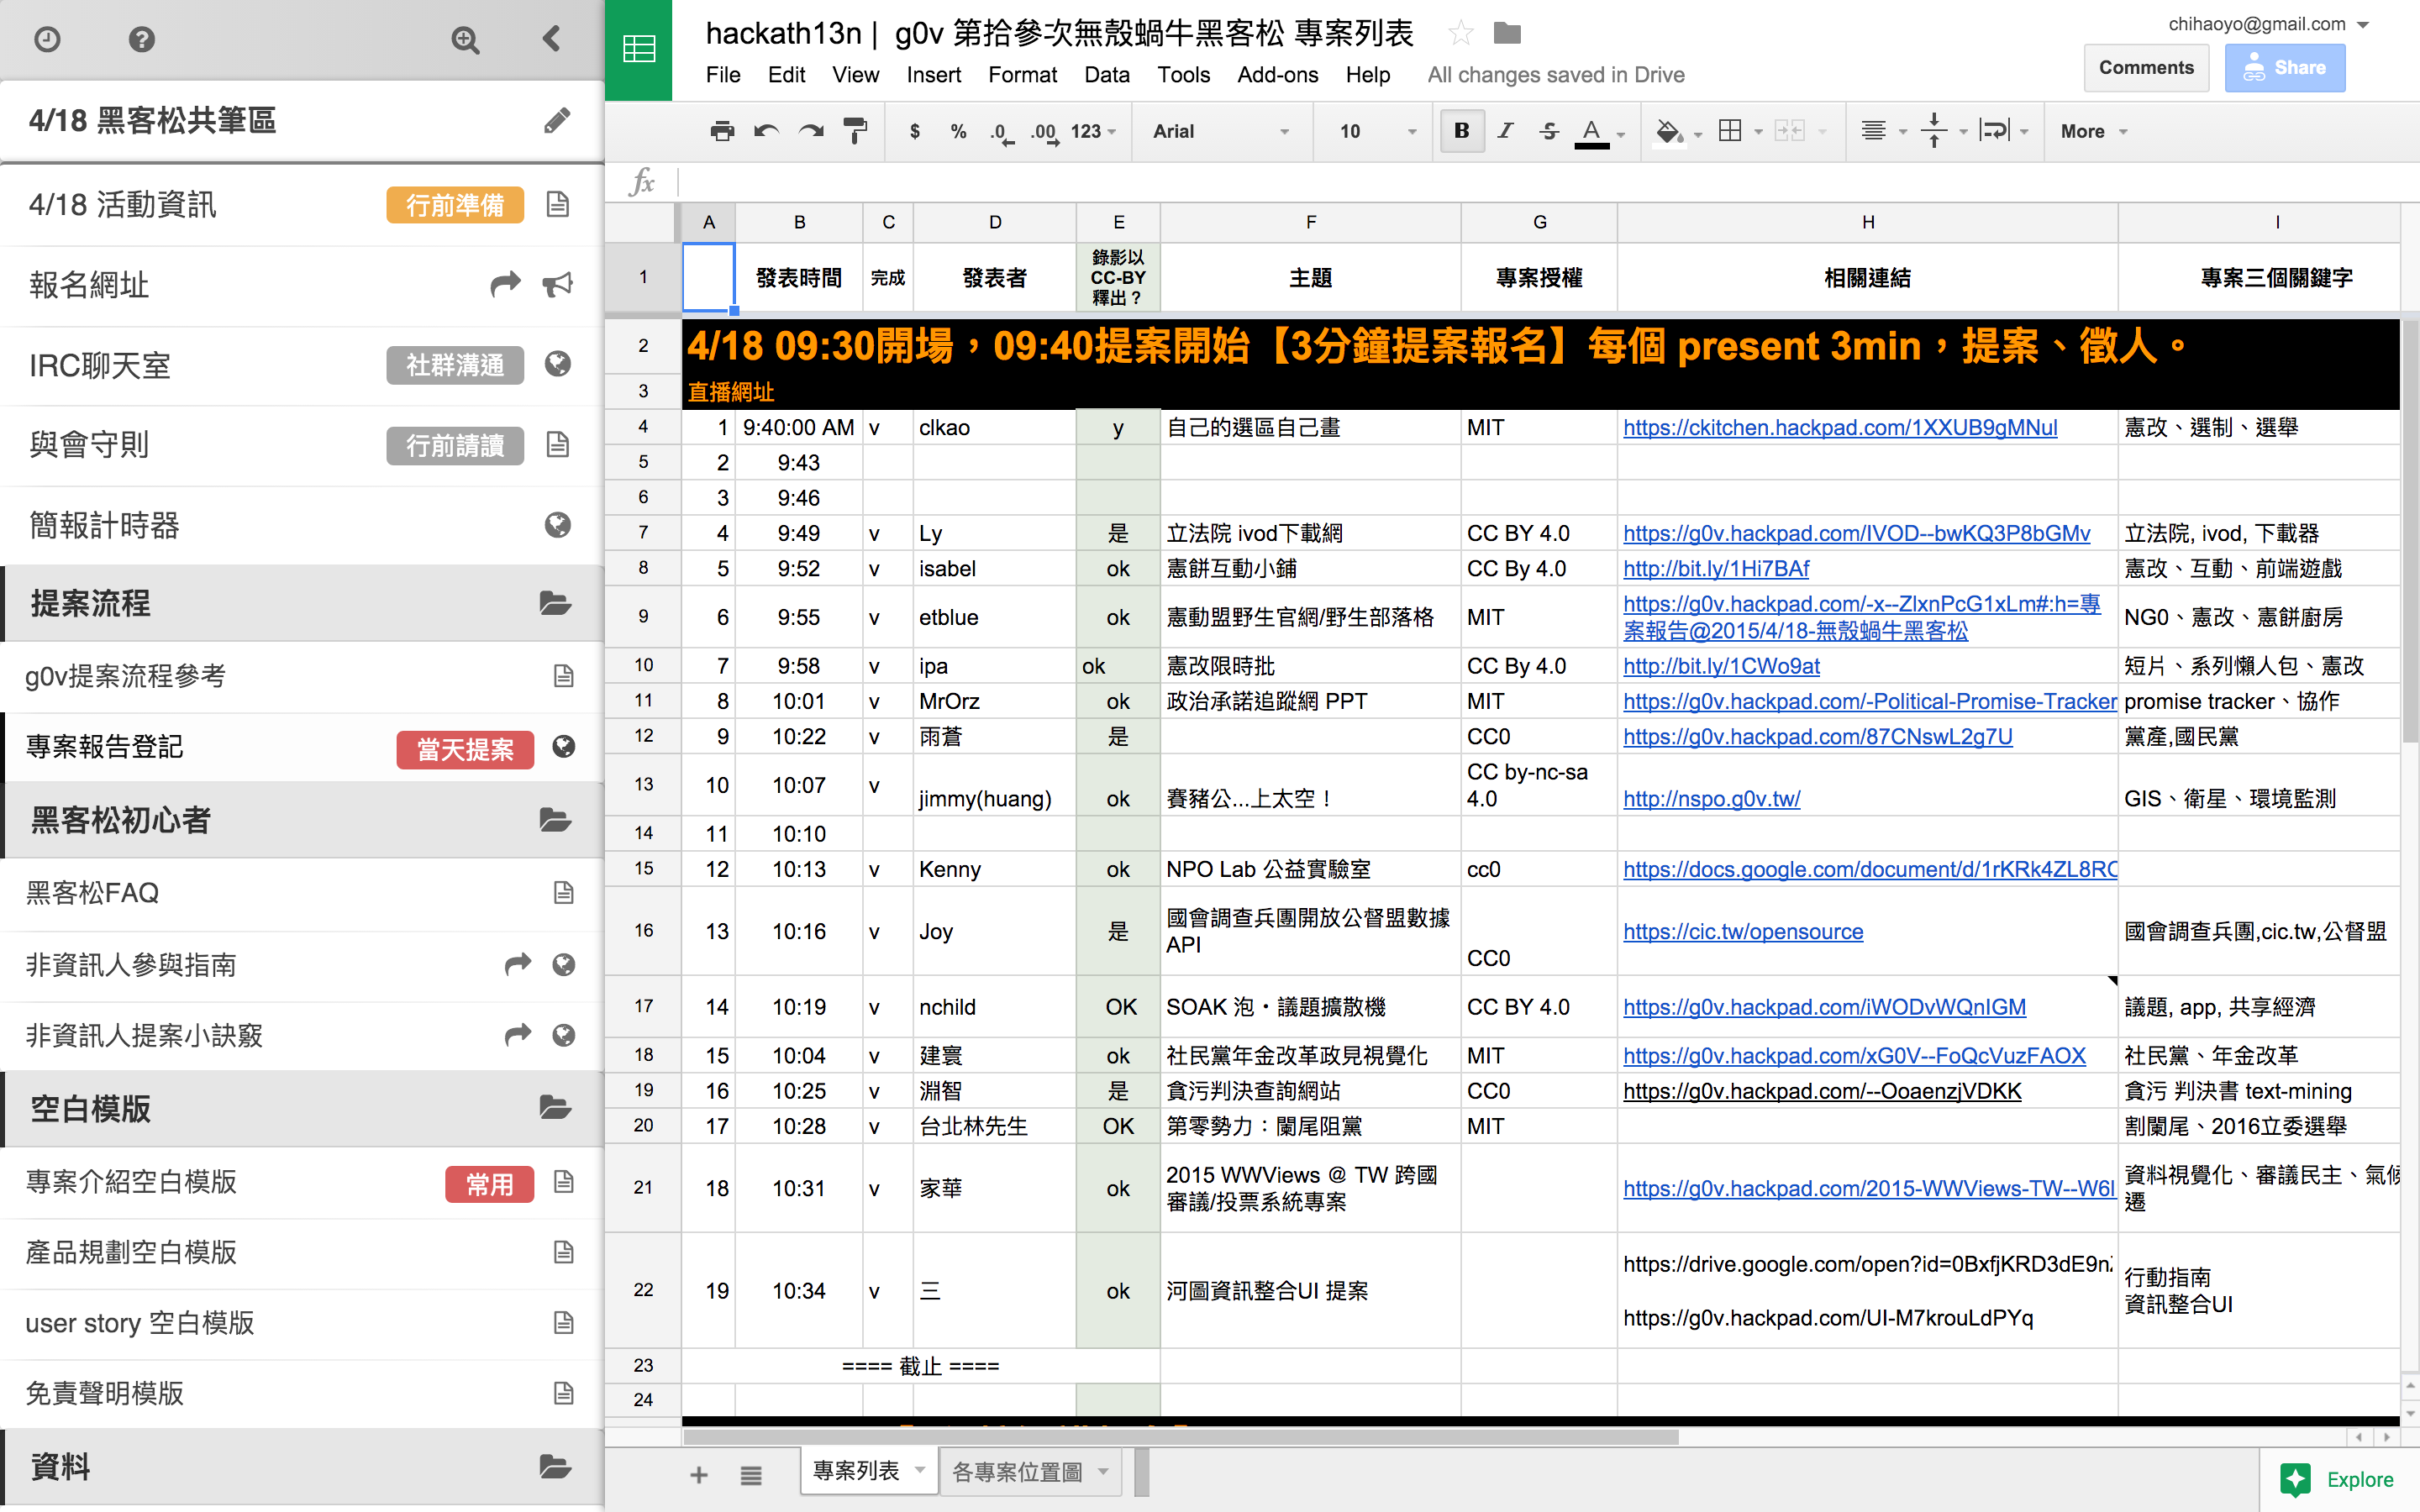 4/18 黑客松共筆區
4/18 活動資訊 行前準備
報名網址
IRC聊天室 社群溝通
與會守則 行前請讀
簡報計時器
提案流程
g0v提案流程參考
專案報告登記 當天提案
黑客松初心者
黑客松FAQ
非資訊人參與指南
非資訊人提案小訣竅
空白模版
專案介紹空白模版 常用
產品規劃空白模版
user story 空白模版
免責聲明模版
資料
hackath13n | g0v 第拾參次無殼蝸牛黑客松 專案列表
chihaoyo@gmail.com
File Edit View Insert Format Data Tools Add-ons Help All changes saved in Drive
Comments Share
$ % .0 .00 123 Arial 10 B I S A More
fx
A B C D E F G H I
1 發表時間 完成 發表者 錄影以 CC-BY 釋出？ 主題 專案授權 相關連結 專案三個關鍵字
2 4/18 09:30開場，09:40提案開始【3分鐘提案報名】每個 present 3min，提案、徵人。
3 直播網址
4 1 9:40:00 AM v clkao y 自己的選區自己畫 MIT https://ckitchen.hackpad.com/1XXUB9gMNul 憲改、選制、選舉
5 2 9:43
6 3 9:46
7 4 9:49 v Ly 是 立法院 ivod下載網 CC BY 4.0 https://g0v.hackpad.com/IVOD--bwKQ3P8bGMv 立法院, ivod, 下載器
8 5 9:52 v isabel ok 憲餅互動小鋪 CC By 4.0 http://bit.ly/1Hi7BAf 憲改、互動、前端遊戲
9 6 9:55 v etblue ok 憲動盟野生官網/野生部落格 MIT https://g0v.hackpad.com/-x--ZlxnPcG1xLm#:h=專案報告@2015/4/18-無殼蝸牛黑客松 NG0、憲改、憲餅廚房
10 7 9:58 v ipa ok 憲改限時批 CC By 4.0 http://bit.ly/1CWo9at 短片、系列懶人包、憲改
11 8 10:01 v MrOrz ok 政治承諾追蹤網 PPT MIT https://g0v.hackpad.com/-Political-Promise-Tracker promise tracker、協作
12 9 10:22 v 雨蒼 是 CC0 https://g0v.hackpad.com/87CNswL2g7U 黨產,國民黨
13 10 10:07 v jimmy(huang) ok 賽豬公...上太空！ CC by-nc-sa 4.0 http://nspo.g0v.tw/ GIS、衛星、環境監測
14 11 10:10
15 12 10:13 v Kenny ok NPO Lab 公益實驗室 cc0 https://docs.google.com/document/d/1rKRk4ZL8RC
16 13 10:16 v Joy 是 國會調查兵團開放公督盟數據 API CC0 https://cic.tw/opensource 國會調查兵團,cic.tw,公督盟
17 14 10:19 v nchild OK SOAK 泡・議題擴散機 CC BY 4.0 https://g0v.hackpad.com/iWODvWQnIGM 議題, app, 共享經濟
18 15 10:04 v 建寰 ok 社民黨年金改革政見視覺化 MIT https://g0v.hackpad.com/xG0V--FoQcVuzFAOX 社民黨、年金改革
19 16 10:25 v 淵智 是 貪污判決查詢網站 CC0 https://g0v.hackpad.com/--OoaenzjVDKK 貪污 判決書 text-mining
20 17 10:28 v 台北林先生 OK 第零勢力：闌尾阻黨 MIT 割闌尾、2016立委選舉
21 18 10:31 v 家華 ok 2015 WWViews @ TW 跨國審議/投票系統專案 https://g0v.hackpad.com/2015-WWViews-TW--W6l 資料視覺化、審議民主、氣候遷
22 19 10:34 v 三 ok 河圖資訊整合UI 提案 https://drive.google.com/open?id=0BxfjKRD3dE9n https://g0v.hackpad.com/UI-M7krouLdPYq 行動指南 資訊整合UI
23 ==== 截止 ====
24
專案列表 各專案位置圖
Explore